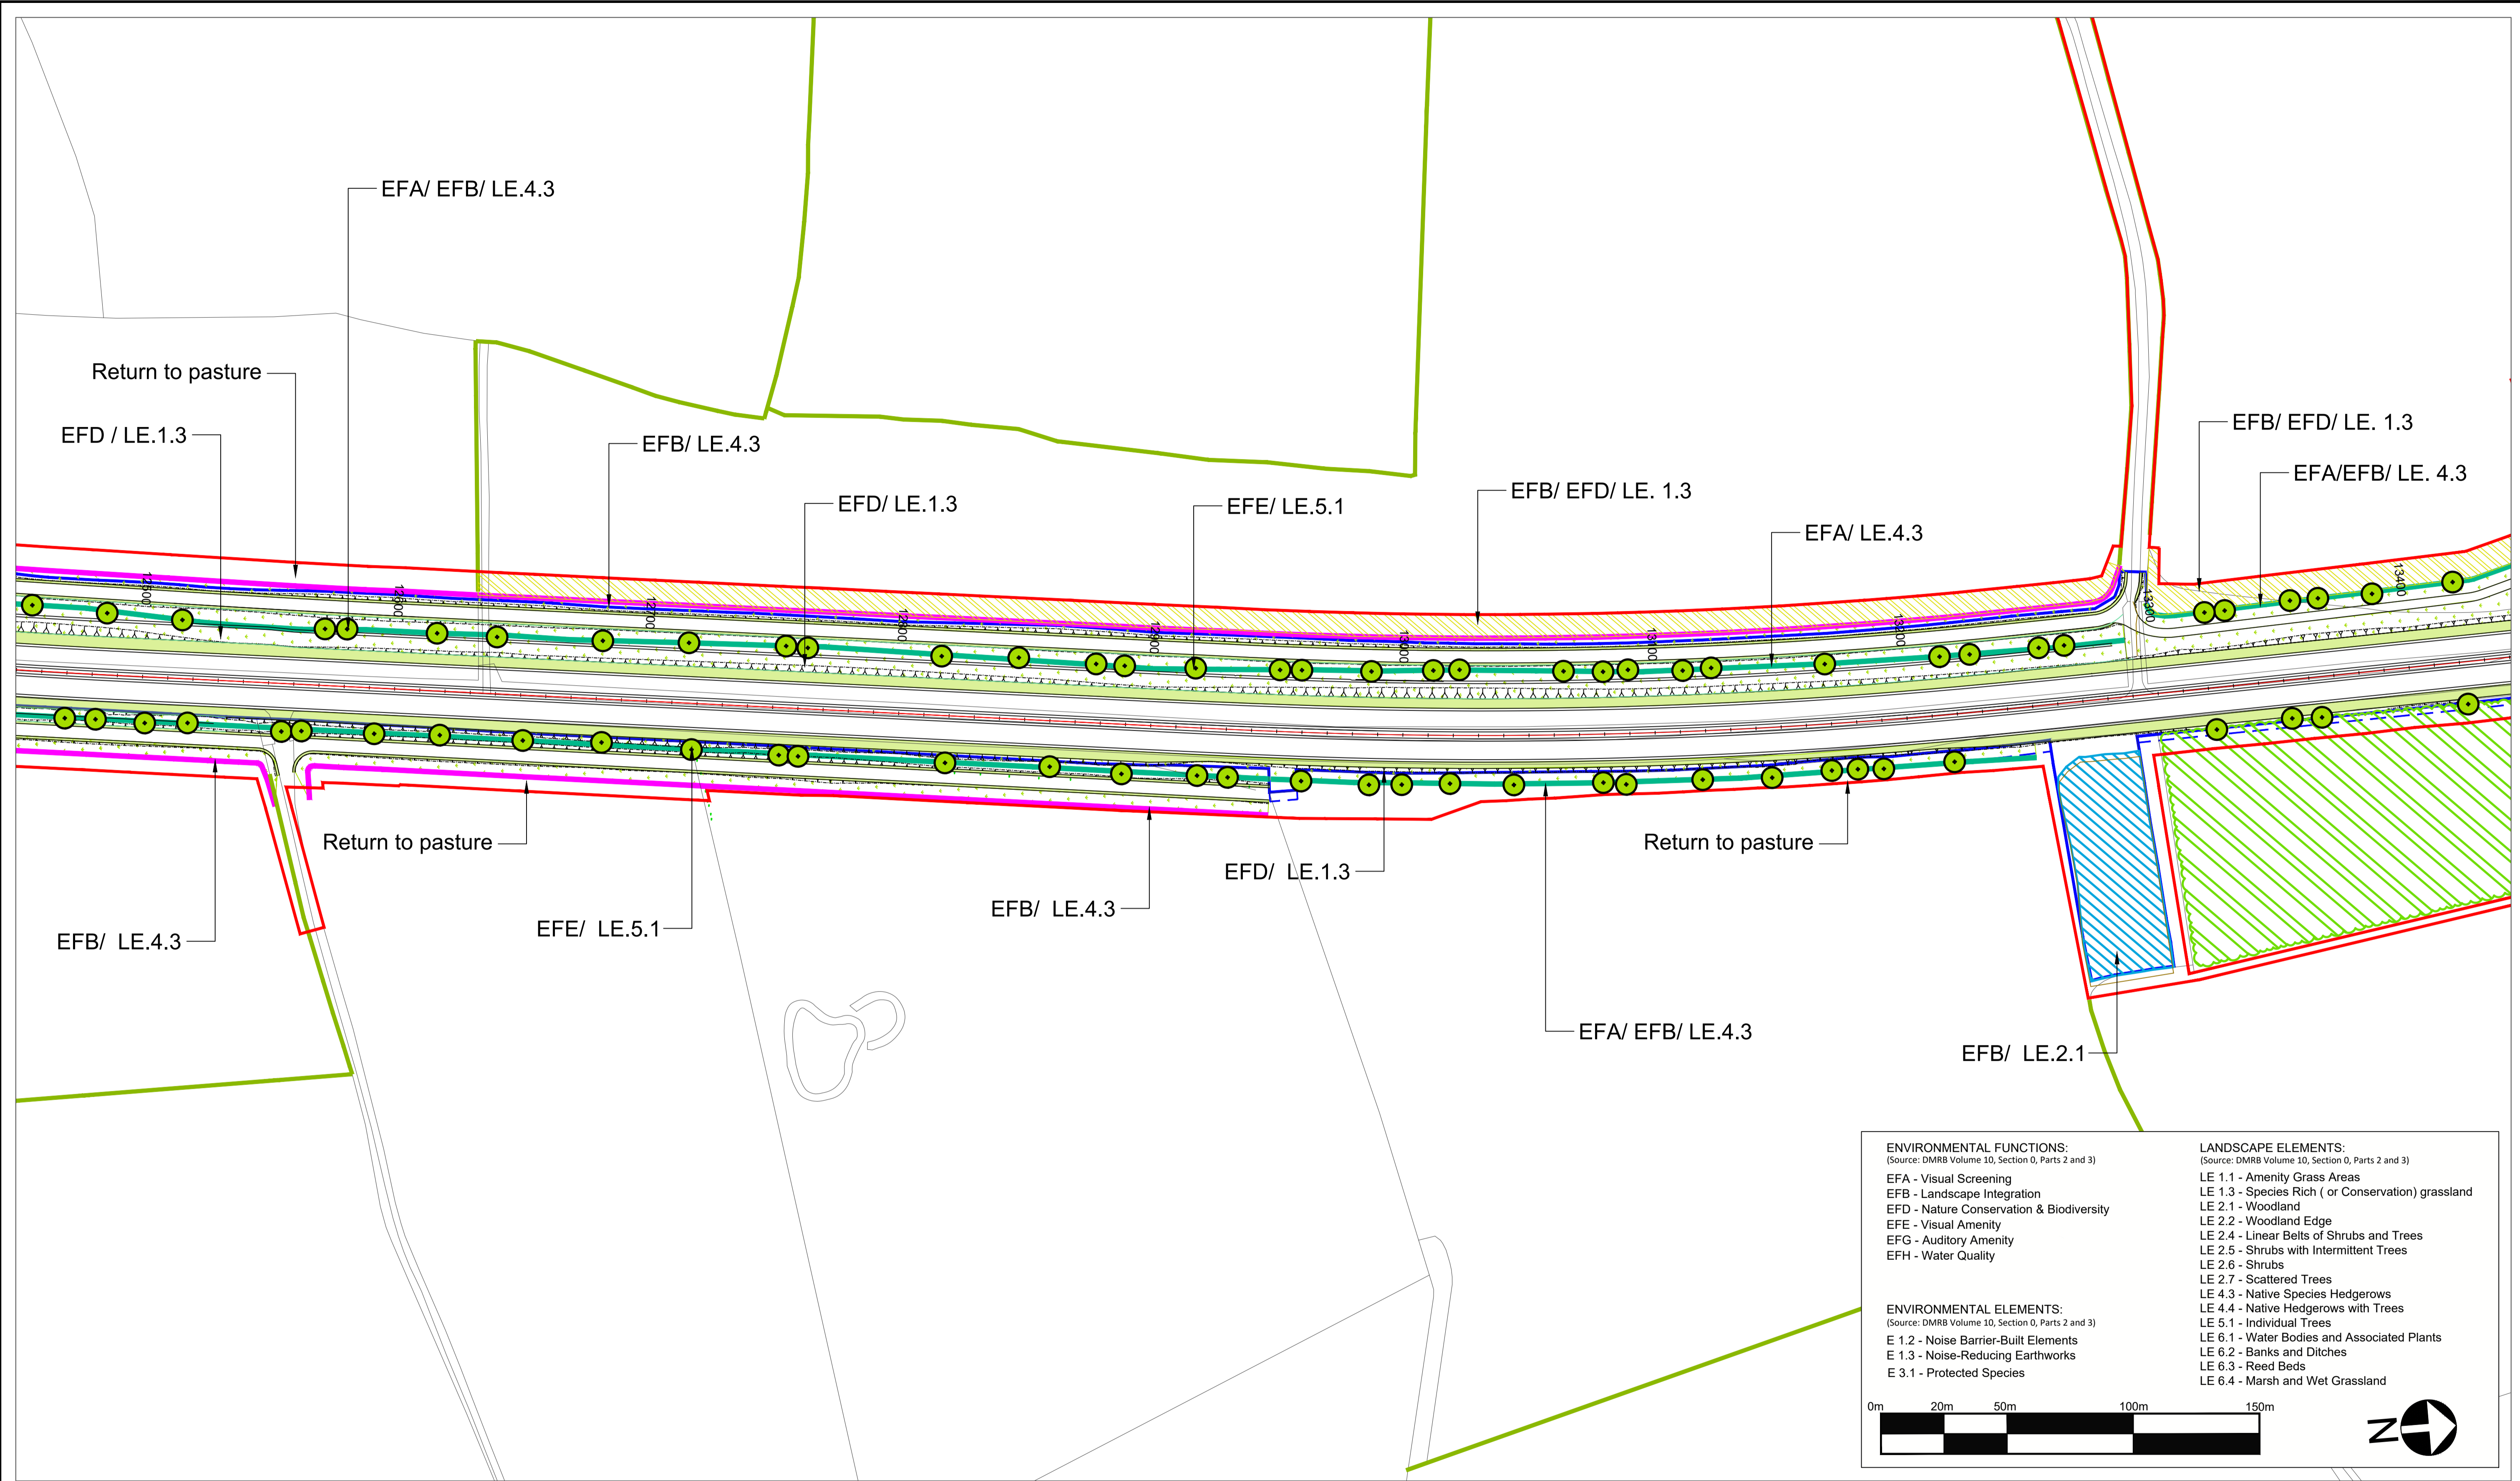 EFA/ EFB/ LE.4.3
Return to pasture
EFD / LE.1.3
EFB/ LE.4.3
EFD/ LE.1.3
EFE/ LE.5.1
EFB/ EFD/ LE. 1.3
EFA/ LE.4.3
EFB/ EFD/ LE. 1.3
EFA/EFB/ LE. 4.3
12500
12600
12700
12800
12900
13000
13100
13200
13300
13400
Return to pasture
Return to pasture
EFD/ LE.1.3
EFB/ LE.4.3
EFE/ LE.5.1
EFB/ LE.4.3
EFA/ EFB/ LE.4.3
EFB/ LE.2.1
ENVIRONMENTAL FUNCTIONS:
(Source: DMRB Volume 10, Section 0, Parts 2 and 3)
EFA - Visual Screening
EFB - Landscape Integration
EFD - Nature Conservation & Biodiversity
EFE - Visual Amenity
EFG - Auditory Amenity
EFH - Water Quality
ENVIRONMENTAL ELEMENTS:
(Source: DMRB Volume 10, Section 0, Parts 2 and 3)
E 1.2 - Noise Barrier-Built Elements
E 1.3 - Noise-Reducing Earthworks
E 3.1 - Protected Species
LANDSCAPE ELEMENTS:
(Source: DMRB Volume 10, Section 0, Parts 2 and 3)
LE 1.1 - Amenity Grass Areas
LE 1.3 - Species Rich ( or Conservation) grassland
LE 2.1 - Woodland
LE 2.2 - Woodland Edge
LE 2.4 - Linear Belts of Shrubs and Trees
LE 2.5 - Shrubs with Intermittent Trees
LE 2.6 - Shrubs
LE 2.7 - Scattered Trees
LE 4.3 - Native Species Hedgerows
LE 4.4 - Native Hedgerows with Trees
LE 5.1 - Individual Trees
LE 6.1 - Water Bodies and Associated Plants
LE 6.2 - Banks and Ditches
LE 6.3 - Reed Beds
LE 6.4 - Marsh and Wet Grassland
0m 20m 50m 100m 150m
N